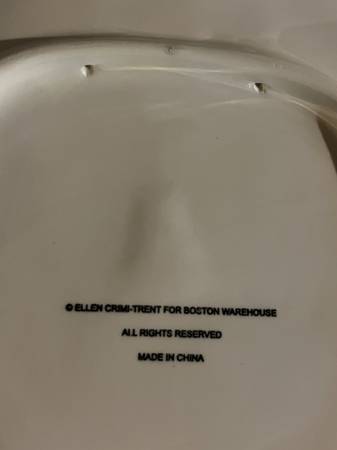 © ELLEN CRIMI-TRENT FOR BOSTON WAREHOUSE
ALL RIGHTS RESERVED
MADE IN CHINA